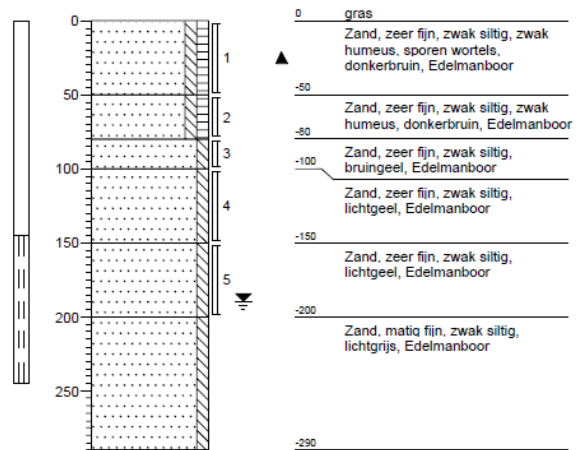 0
50
100
150
200
250
1
2
3
4
5
0 gras
Zand, zeer fijn, zwak siltig, zwak
humeus, sporen wortels,
donkerbruin, Edelmanboor
-50
Zand, zeer fijn, zwak siltig, zwak
humeus, donkerbruin, Edelmanboor
-80
Zand, zeer fijn, zwak siltig,
bruingeel, Edelmanboor
-100
Zand, zeer fijn, zwak siltig,
lichtgeel, Edelmanboor
-150
Zand, zeer fijn, zwak siltig,
lichtgeel, Edelmanboor
-200
Zand, matig fijn, zwak siltig,
lichtgrijs, Edelmanboor
-290